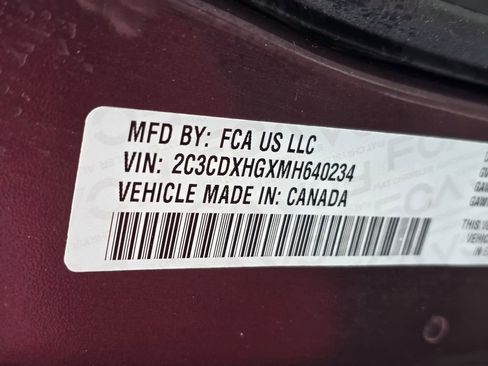 MFD BY: FCA US LLC
VIN: 2C3CDXHGXMH640234
VEHICLE MADE IN: CANADA